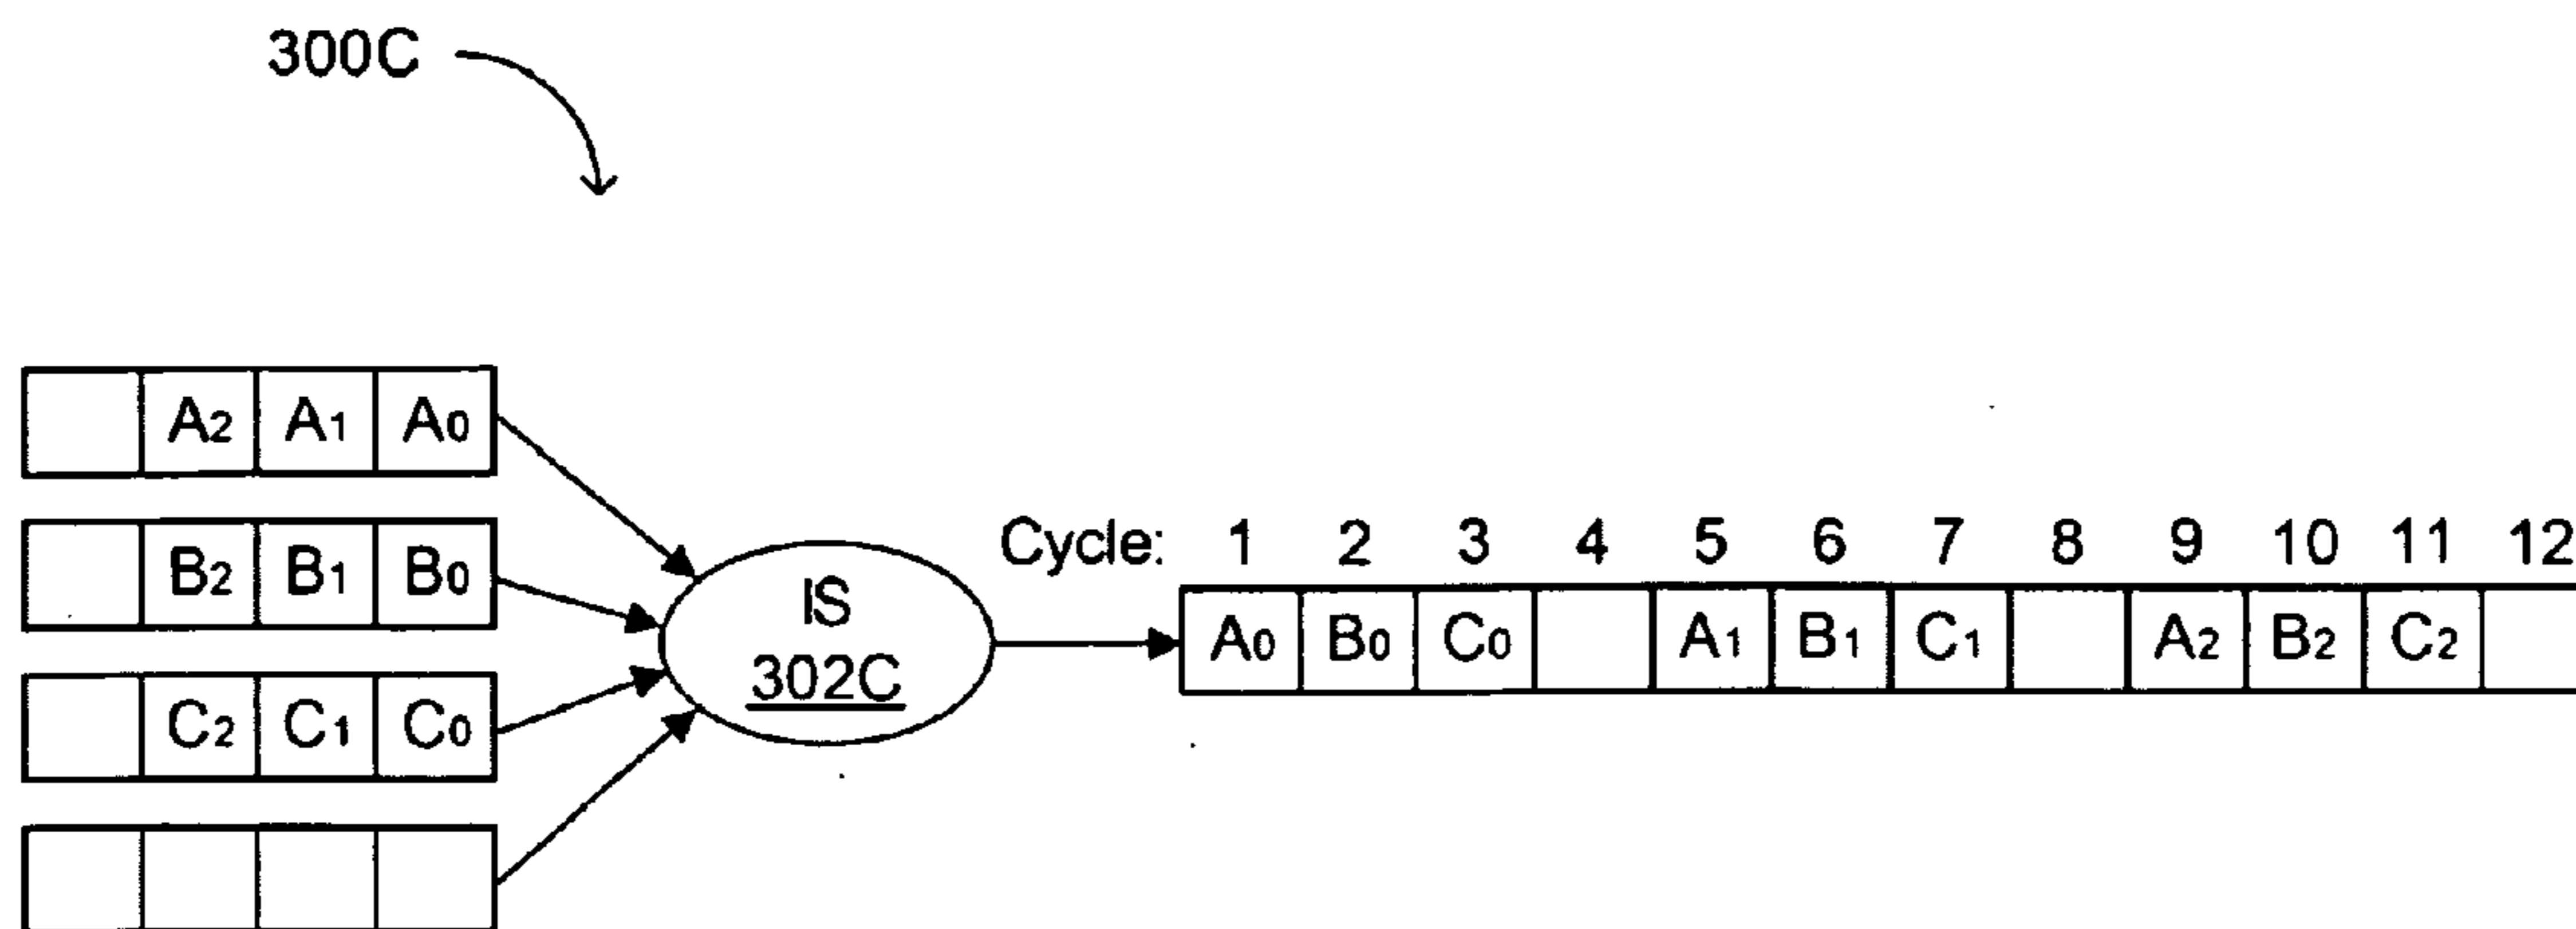 300C
A2 A1 A0
B2 B1 B0
C2 C1 C0
IS
302C
Cycle: 1 2 3 4 5 6 7 8 9 10 11 12
A0 B0 C0 A1 B1 C1 A2 B2 C2